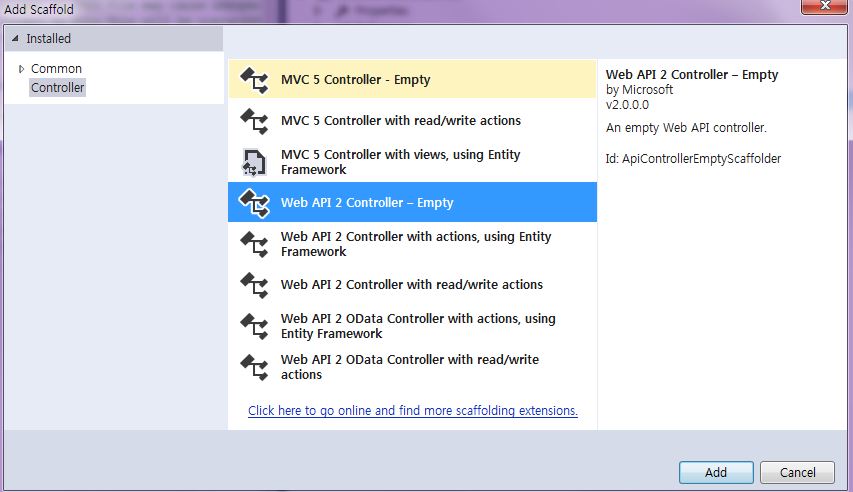 Add Scaffold
Properties
Installed
Common
Controller
MVC 5 Controller - Empty
MVC 5 Controller with read/write actions
MVC 5 Controller with views, using Entity
Framework
Web API 2 Controller – Empty
Web API 2 Controller with actions, using Entity
Framework
Web API 2 Controller with read/write actions
Web API 2 OData Controller with actions, using
Entity Framework
Web API 2 OData Controller with read/write
actions
Click here to go online and find more scaffolding extensions.
Web API 2 Controller – Empty
by Microsoft
v2.0.0.0
An empty Web API controller.
Id: ApiControllerEmptyScaffolder
Add
Cancel